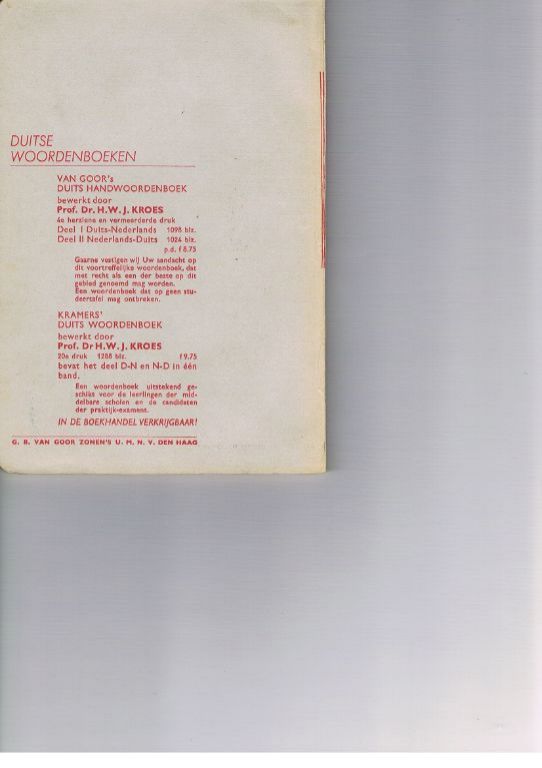 DUITSE
WOORDENBOEKEN
VAN GOOR's
DUITS HANDWOORDENBOEK
bewerkt door
Prof. Dr. H. W. J. KROES
4e herziene en vermeerderde druk
Deel I Duits-Nederlands 1098 blz.
Deel II Nederlands-Duits 1024 blz.
p.d. f 8.75
Gaarne vestigen wij Uw aandacht op
dit voortreffelijke woordenboek, dat
met recht als een der beste op dit
gebied genoemd mag worden.
Een woordenboek dat op geen stu-
deertafel mag ontbreken.
KRAMERS'
DUITS WOORDENBOEK
bewerkt door
Prof. Dr H. W. J. KROES
20e druk 1288 blz. f 9.75
bevat het deel D-N en N-D in één
band.
Een woordenboek uitstekend ge-
schikt voor de leerlingen der mid-
delbare scholen en de candidaten
der praktijk-examens.
IN DE BOEKHANDEL VERKRIJGBAAR!
G. B. VAN GOOR ZONEN'S U. M. N. V. DEN HAAG